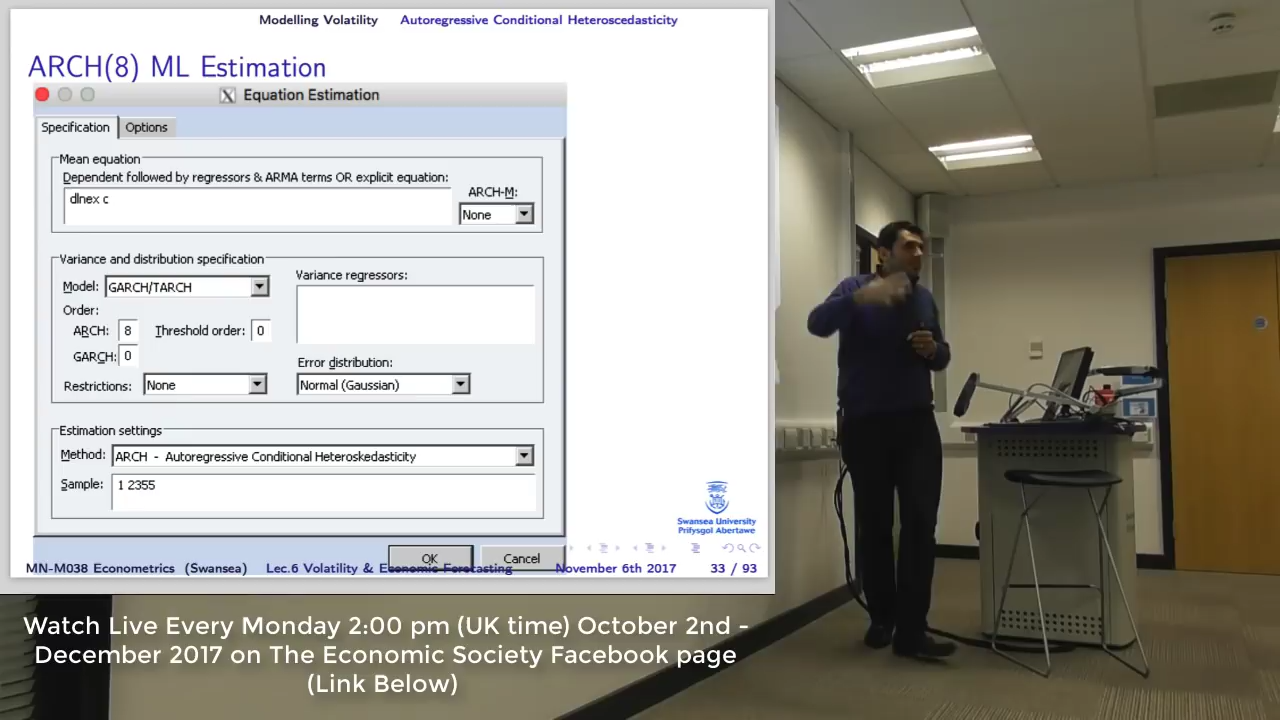 Modelling Volatility Autoregressive Conditional Heteroscedasticity
ARCH(8) ML Estimation
X Equation Estimation
Specification Options
Mean equation
Dependent followed by regressors & ARMA terms OR explicit equation:
ARCH-M:
dlnex c
None
Variance and distribution specification
Model: GARCH/TARCH
Variance regressors:
Order:
ARCH: 8 Threshold order: 0
GARCH: 0
Error distribution:
Restrictions: None
Normal (Gaussian)
Estimation settings
Method: ARCH - Autoregressive Conditional Heteroskedasticity
Sample: 1 2355
Swansea University
Prifysgol Abertawe
OK Cancel
MN-M038 Econometrics (Swansea) Lec.6 Volatility & Economic Forecasting November 6th 2017 33 / 93
Watch Live Every Monday 2:00 pm (UK time) October 2nd -
December 2017 on The Economic Society Facebook page
(Link Below)